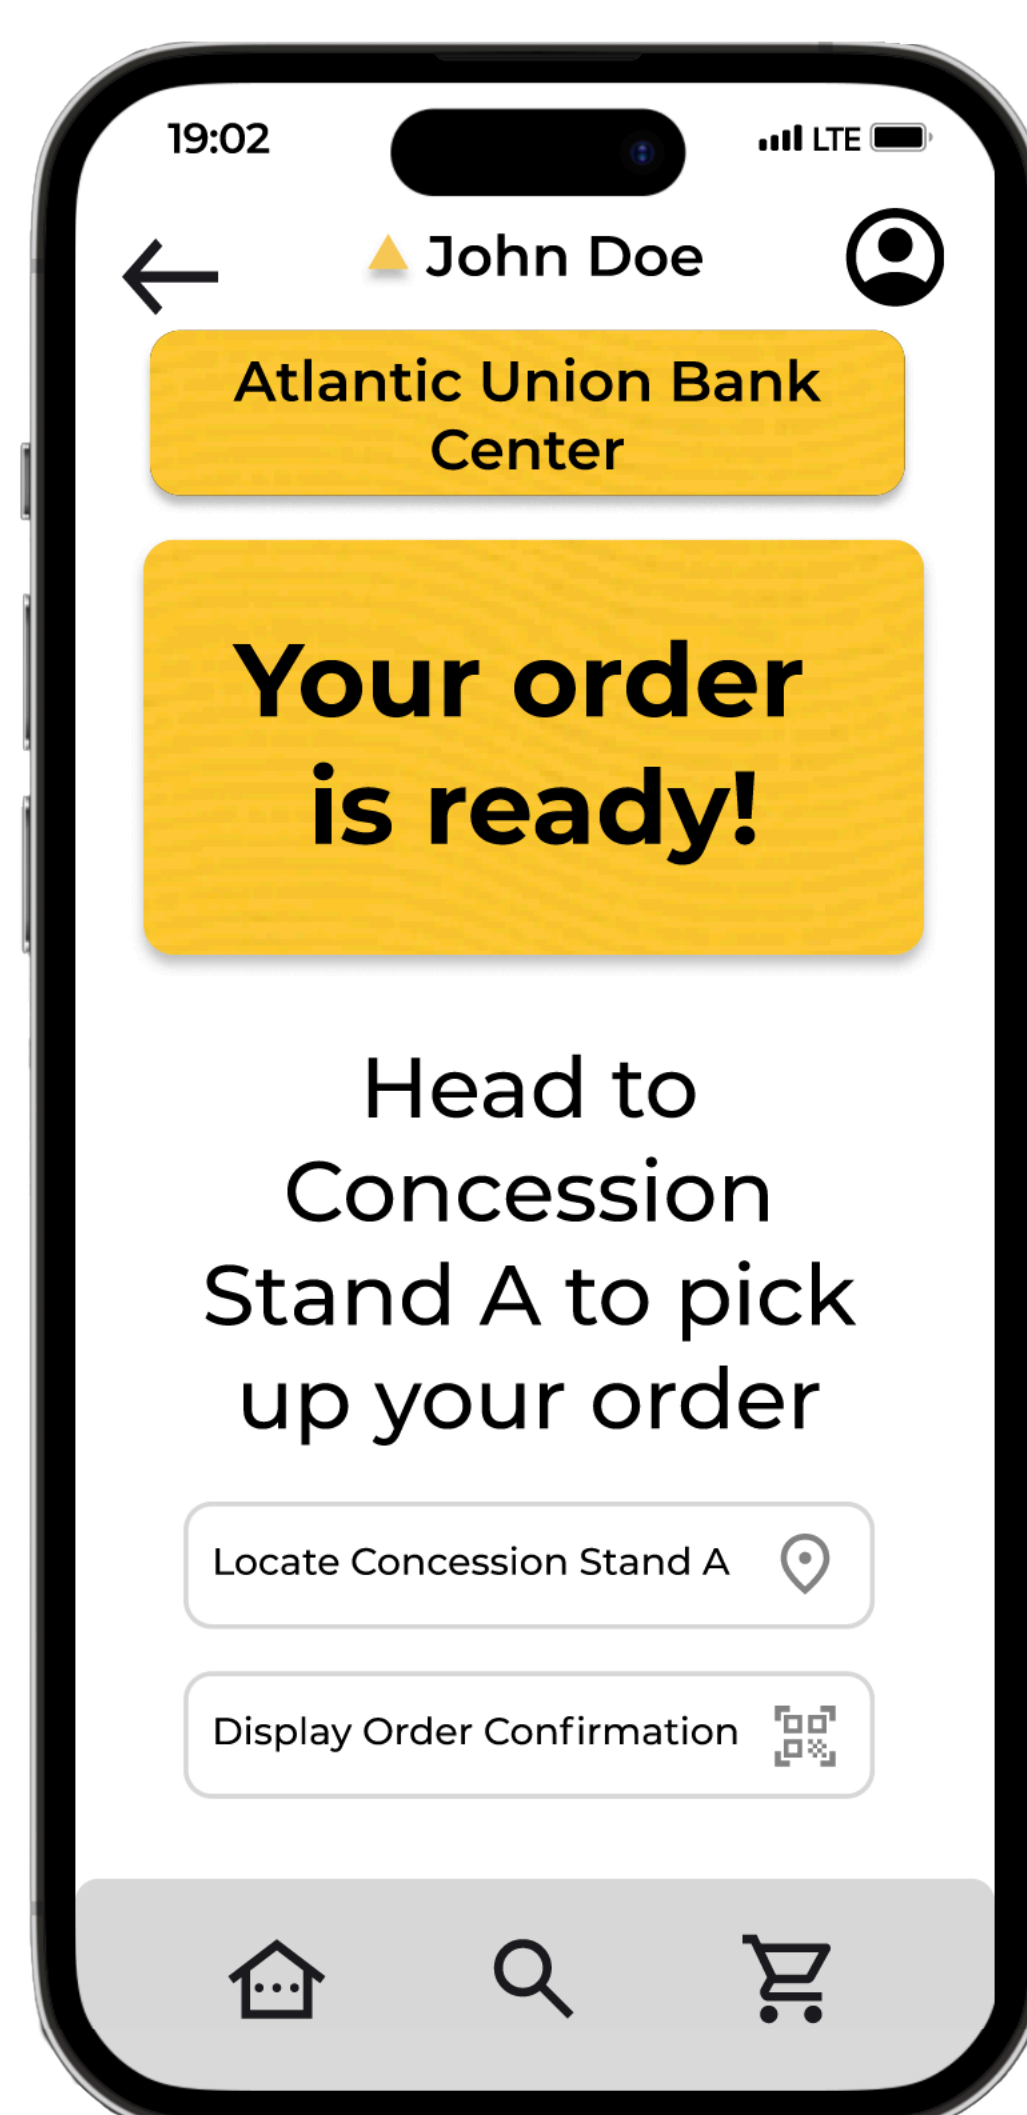 19:02
LTE
John Doe
Atlantic Union Bank
Center
Your order
is ready!
Head to
Concession
Stand A to pick
up your order
Locate Concession Stand A
Display Order Confirmation